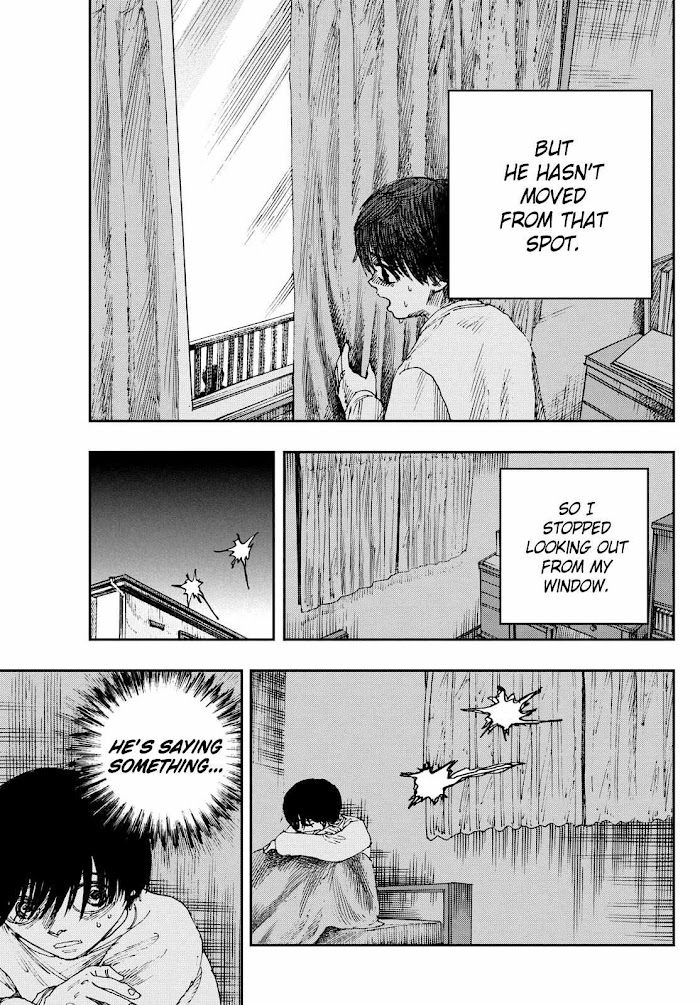 BUT
HE HASN'T
MOVED
FROM THAT
SPOT.
SO I
STOPPED
LOOKING OUT
FROM MY
WINDOW.
HE'S SAYING
SOMETHING...